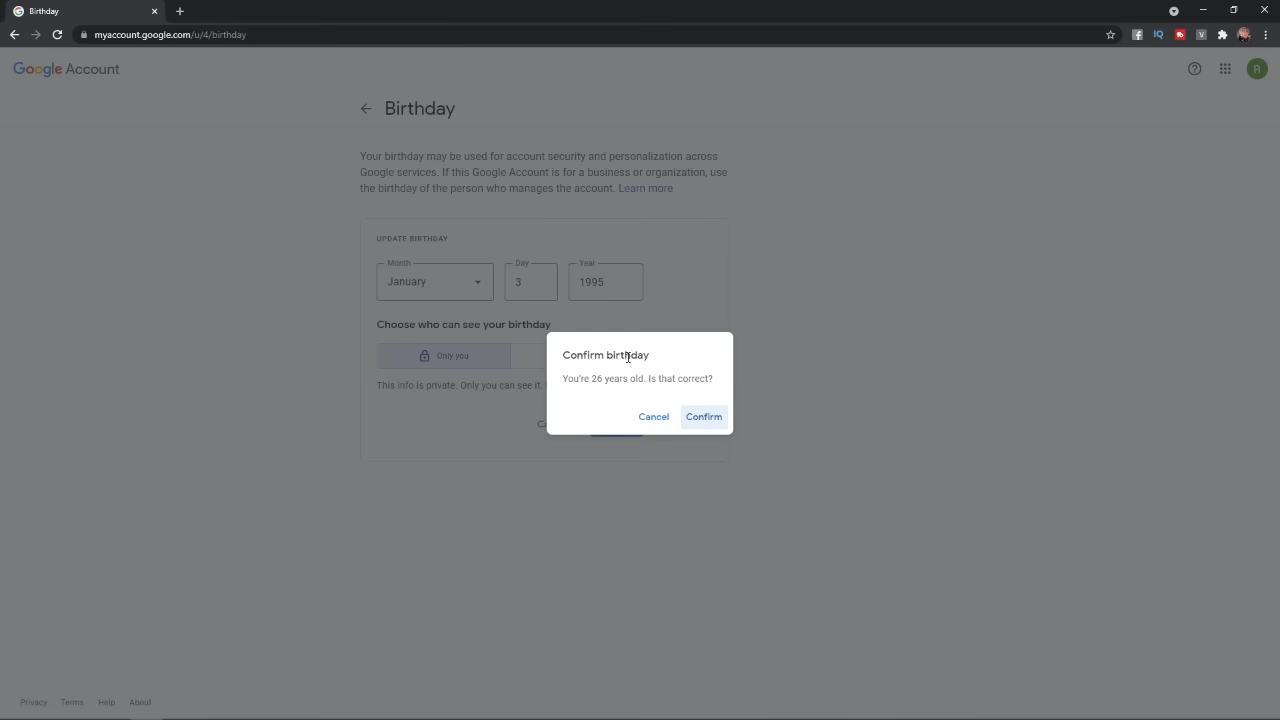 Birthday
myaccount.google.com/u/4/birthday
Google Account
A
Birthday
Your birthday may be used for account security and personalization across
Google services. If this Google Account is for a business or organization, use
the birthday of the person who manages the account. Learn more
UPDATE BIRTHDAY
Month
Day
Year
January
3
1995
Choose who can see your birthday
Only you
This info is private. Only you can see it.
Confirm birthday
You're 26 years old. Is that correct?
Cancel
Confirm
Privacy
Terms
Help
About